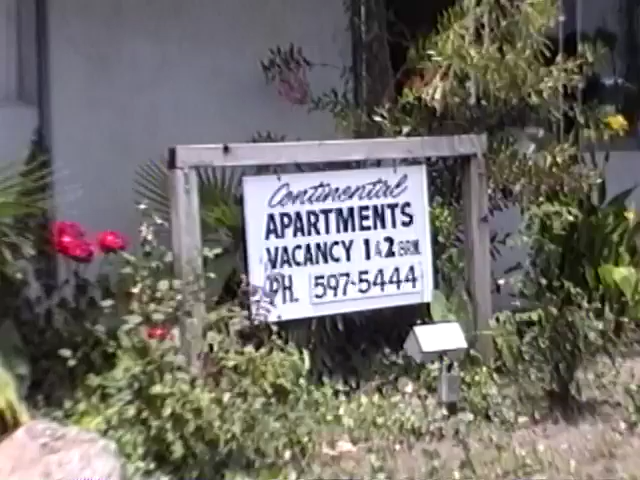 Continental
APARTMENTS
VACANCY 1 & 2 BRM.
PH. 597-5444